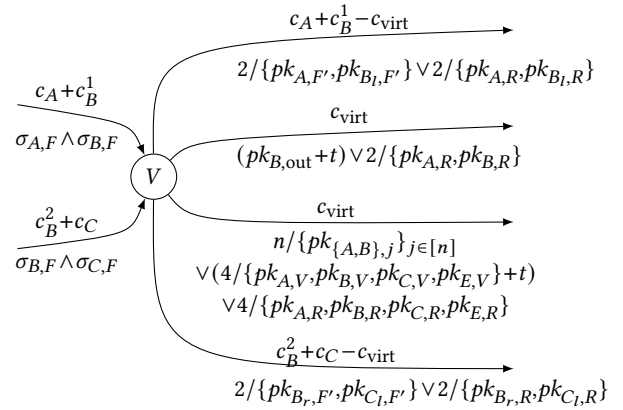 c_A+c_B^1−c_virt
2/{pk_{A,F′},pk_{B_l,F′}}∨2/{pk_{A,R},pk_{B_l,R}}
c_A+c_B^1
σ_{A,F}∧σ_{B,F}
c_virt
(pk_{B,out}+t)∨2/{pk_{A,R},pk_{B,R}}
V
c_B^2+c_C
σ_{B,F}∧σ_{C,F}
c_virt
n/{pk_{{A,B},j}}_{j∈[n]}
∨(4/{pk_{A,V},pk_{B,V},pk_{C,V},pk_{E,V}}+t)
∨4/{pk_{A,R},pk_{B,R},pk_{C,R},pk_{E,R}}
c_B^2+c_C−c_virt
2/{pk_{B_r,F′},pk_{C_l,F′}}∨2/{pk_{B_r,R},pk_{C_l,R}}